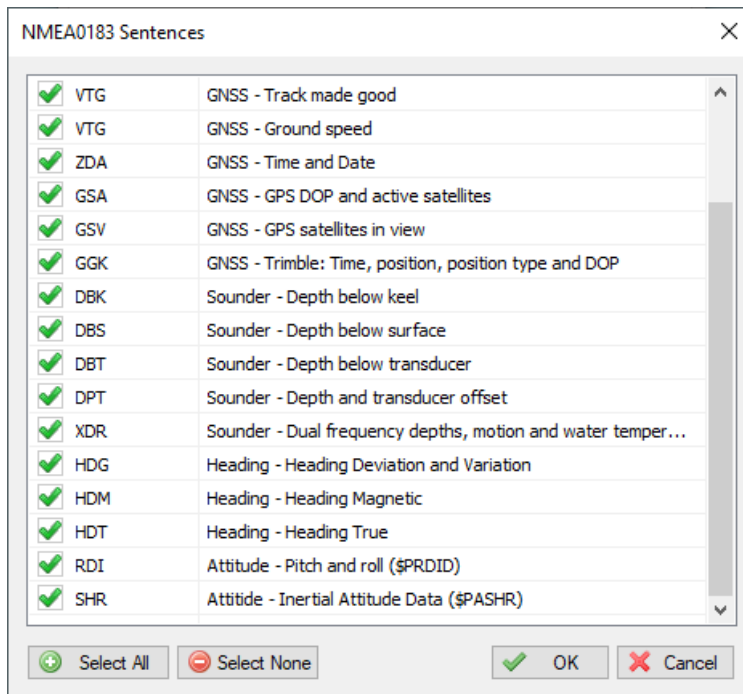 NMEA0183 Sentences
VTG GNSS - Track made good
VTG GNSS - Ground speed
ZDA GNSS - Time and Date
GSA GNSS - GPS DOP and active satellites
GSV GNSS - GPS satellites in view
GGK GNSS - Trimble: Time, position, position type and DOP
DBK Sounder - Depth below keel
DBS Sounder - Depth below surface
DBT Sounder - Depth below transducer
DPT Sounder - Depth and transducer offset
XDR Sounder - Dual frequency depths, motion and water temper...
HDG Heading - Heading Deviation and Variation
HDM Heading - Heading Magnetic
HDT Heading - Heading True
RDI Attitude - Pitch and roll ($PRDID)
SHR Attitide - Inertial Attitude Data ($PASHR)
Select All Select None OK Cancel